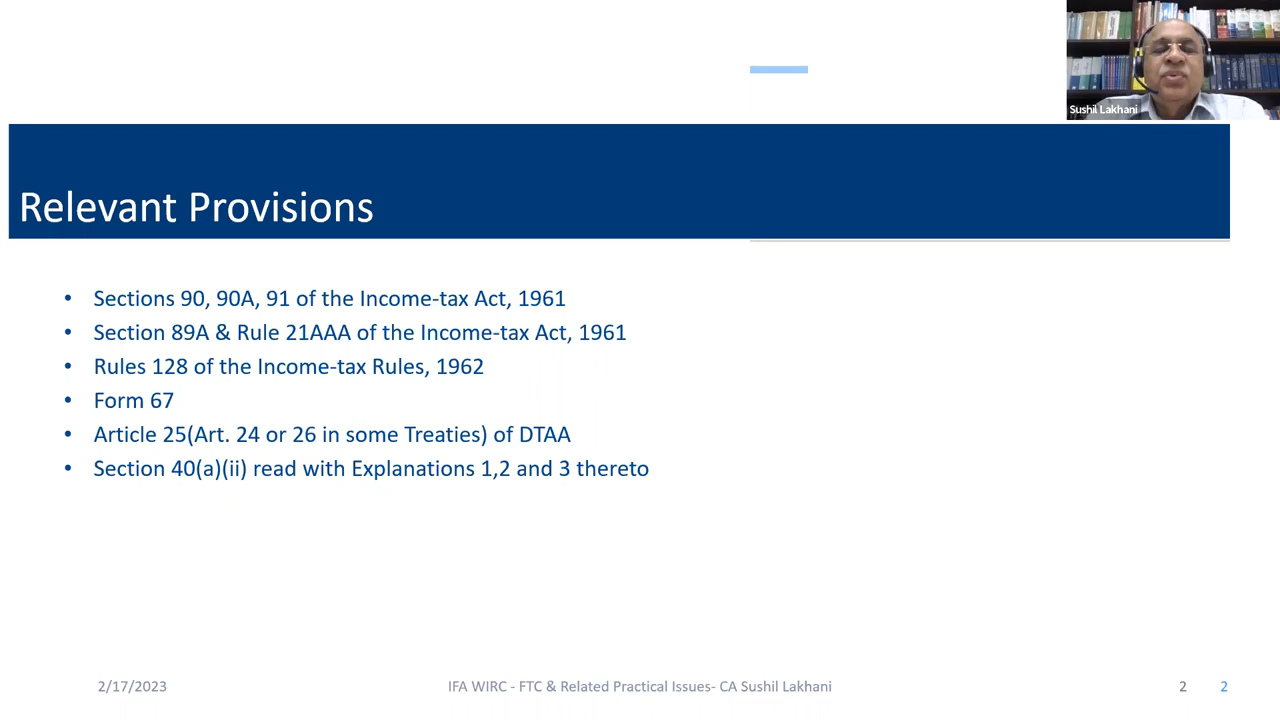 Sushil Lakhani
Relevant Provisions
• Sections 90, 90A, 91 of the Income-tax Act, 1961
• Section 89A & Rule 21AAA of the Income-tax Act, 1961
• Rules 128 of the Income-tax Rules, 1962
• Form 67
• Article 25(Art. 24 or 26 in some Treaties) of DTAA
• Section 40(a)(ii) read with Explanations 1,2 and 3 thereto
2/17/2023 IFA WIRC - FTC & Related Practical Issues- CA Sushil Lakhani 2 2